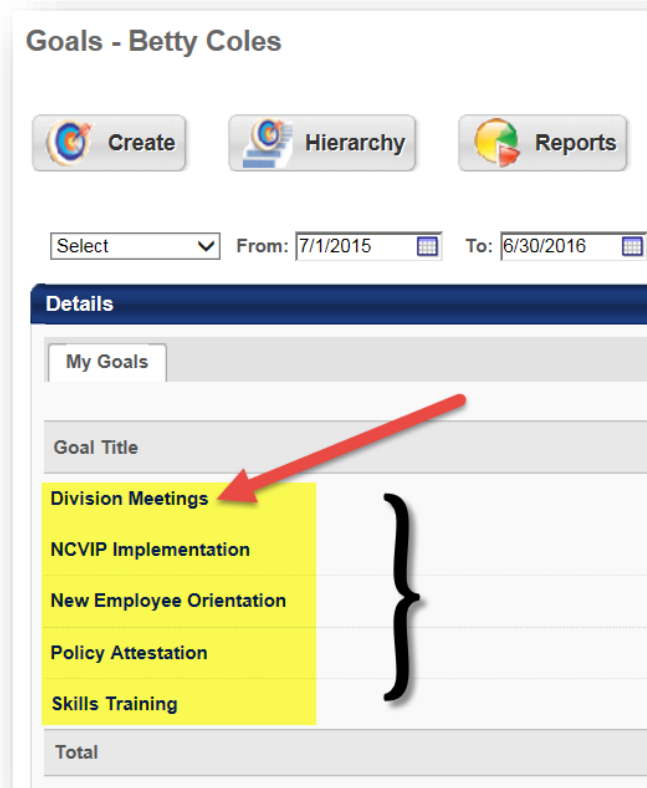 Goals - Betty Coles
Create Hierarchy Reports
Select From: 7/1/2015 To: 6/30/2016
Details
My Goals
Goal Title
Division Meetings
NCVIP Implementation
New Employee Orientation
Policy Attestation
Skills Training
Total